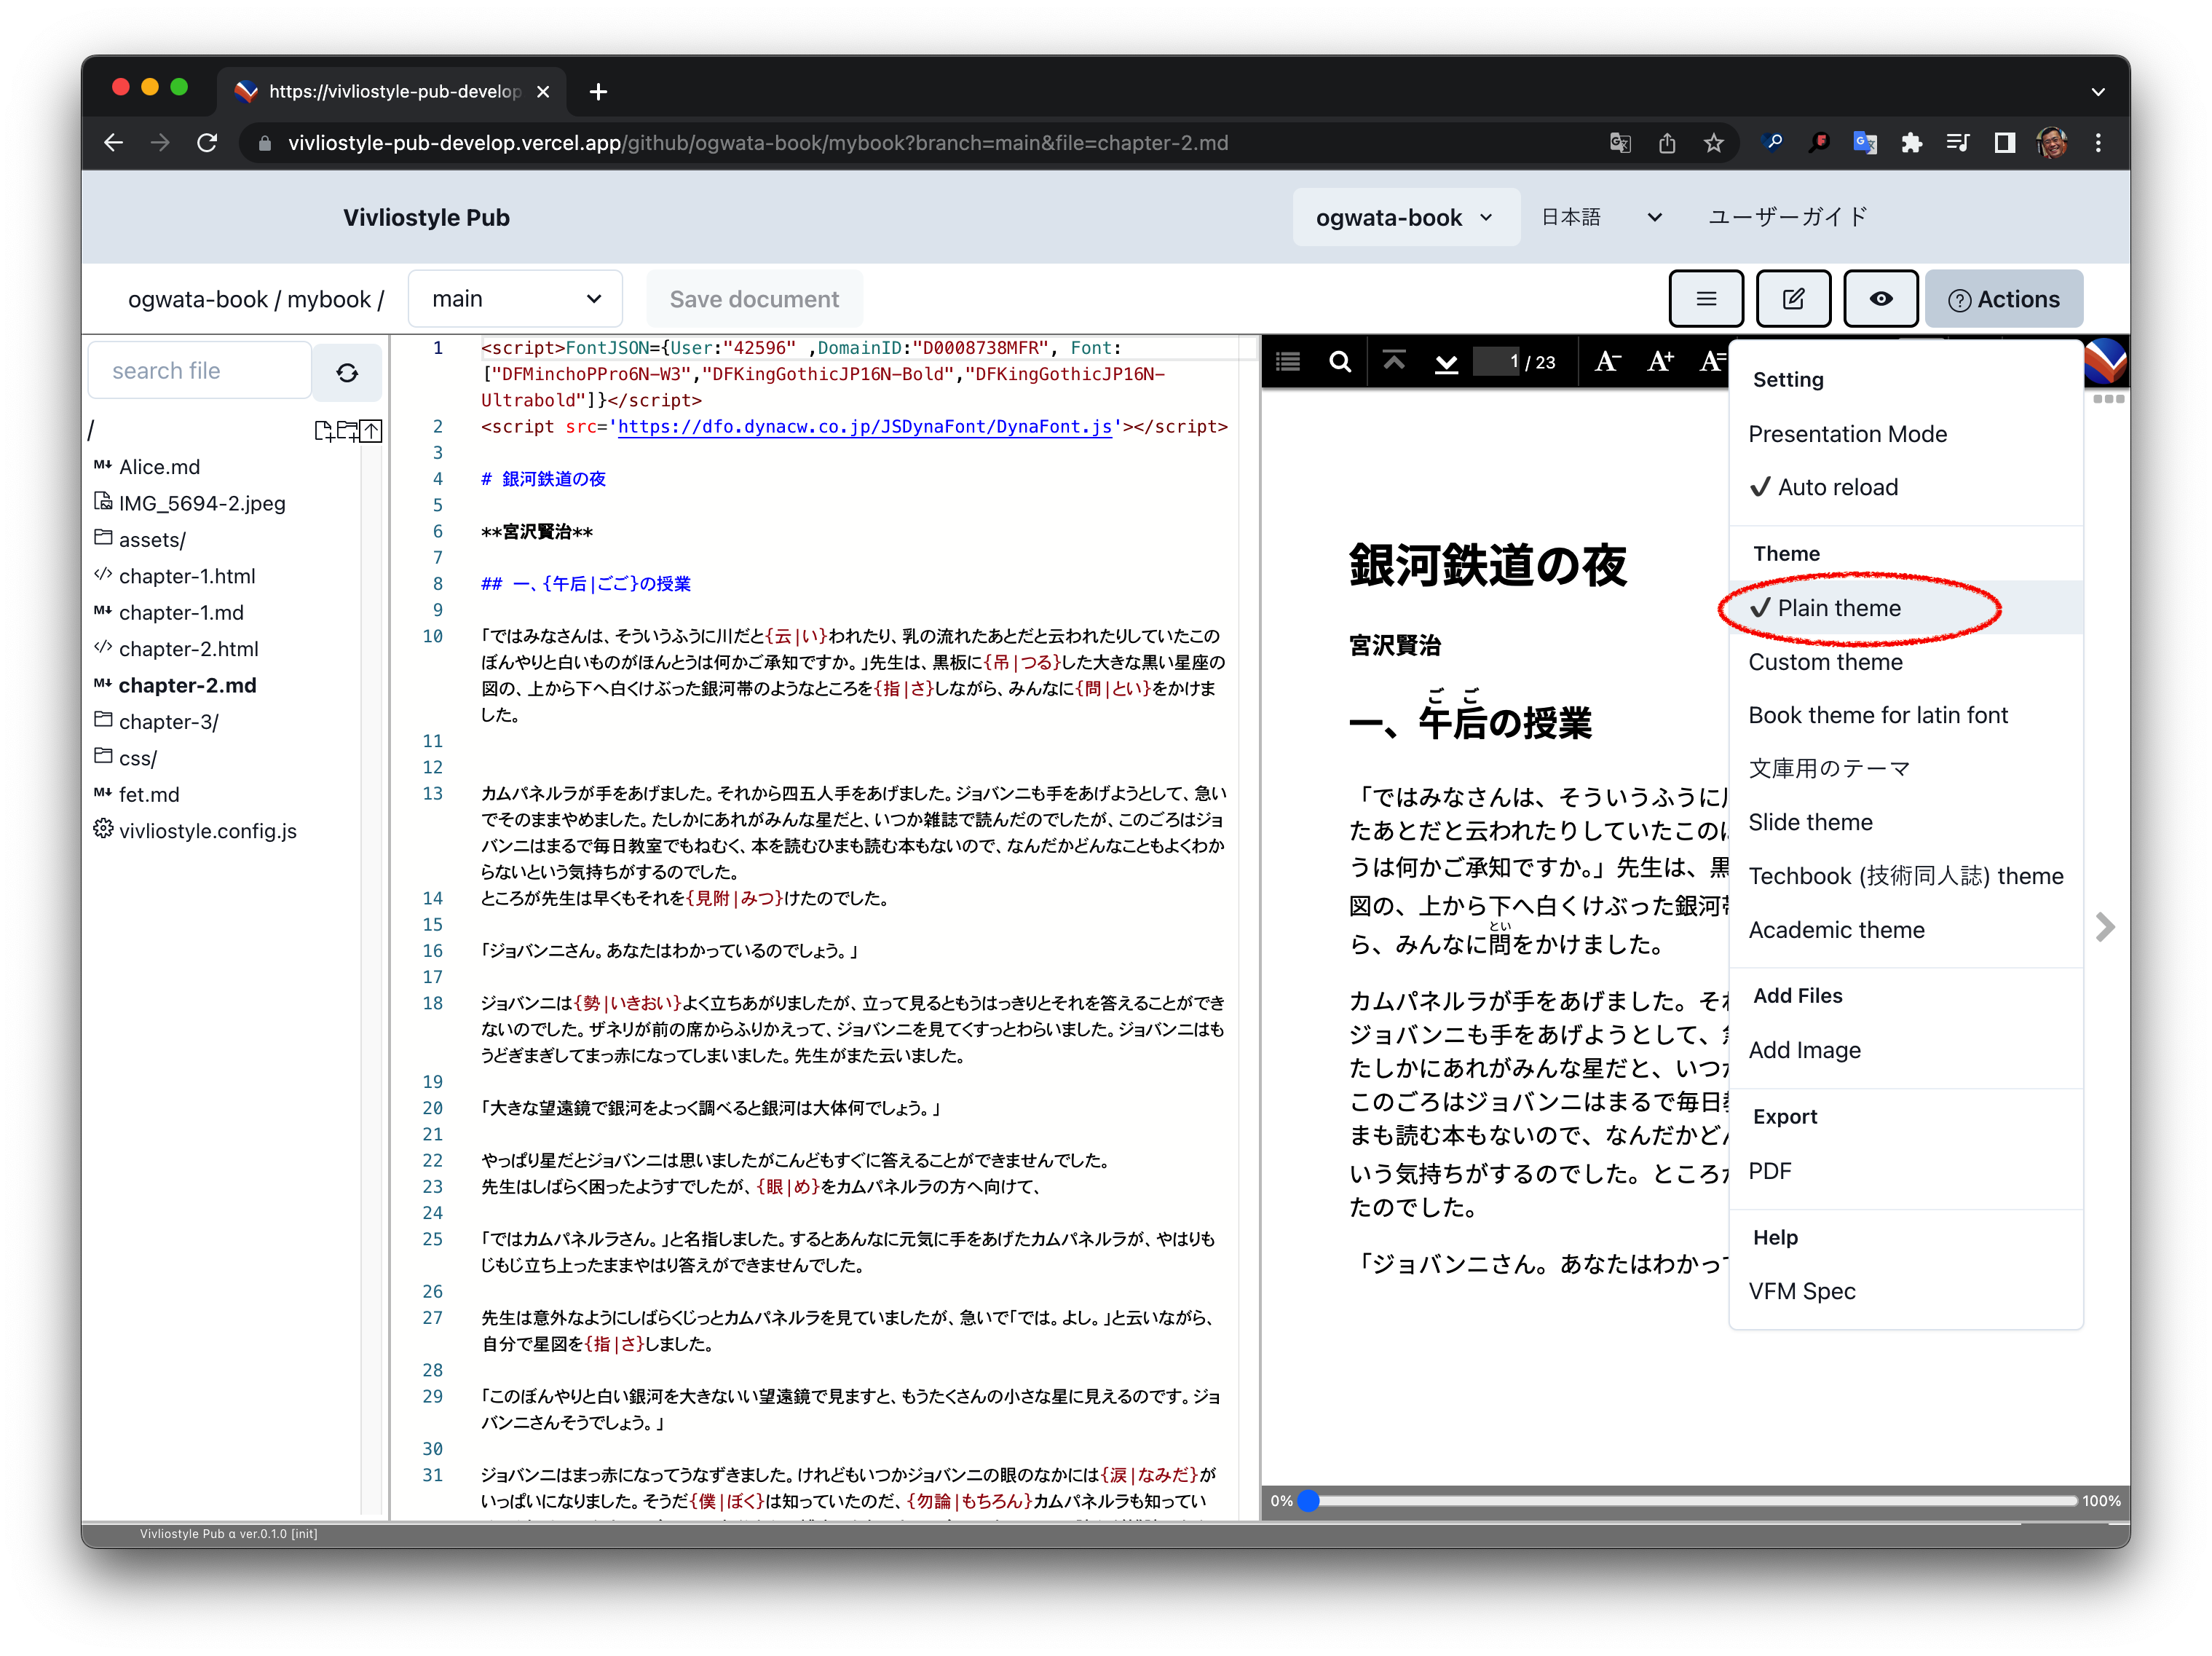 https://vivliostyle-pub-develop
vivliostyle-pub-develop.vercel.app/github/ogwata-book/mybook?branch=main&file=chapter-2.md
Vivliostyle Pub
ogwata-book
日本語
ユーザーガイド
ogwata-book / mybook /
main
Save document
Actions
search file
/
Alice.md
IMG_5694-2.jpeg
assets/
chapter-1.html
chapter-1.md
chapter-2.html
chapter-2.md
chapter-3/
css/
fet.md
vivliostyle.config.js
1 <script>FontJSON={User:"42596" ,DomainID:"D0008738MFR", Font:
["DFMinchoPPro6N-W3","DFKingGothicJP16N-Bold","DFKingGothicJP16N-
Ultrabold"]}</script>
2 <script src='https://dfo.dynacw.co.jp/JSDynaFont/DynaFont.js'></script>
3
4 # 銀河鉄道の夜
5
6 **宮沢賢治**
7
8 ## 一、{午后|ごご}の授業
9
10 「ではみなさんは、そういうふうに川だと{云|い}われたり、乳の流れたあとだと云われたりしていたこの
ぼんやりと白いものがほんとうは何かご承知ですか。」先生は、黒板に{吊|つる}した大きな黒い星座の
図の、上から下へ白くけぶった銀河帯のようなところを{指|さ}しながら、みんなに{問|とい}をかけま
した。
11
12
13 カムパネルラが手をあげました。それから四五人手をあげました。ジョバンニも手をあげようとして、急い
でそのままやめました。たしかにあれがみんな星だと、いつか雑誌で読んだのでしたが、このごろはジョ
バンニはまるで毎日教室でもねむく、本を読むひまも読む本もないので、なんだかどんなこともよくわか
らないという気持ちがするのでした。
14 ところが先生は早くもそれを{見附|みつ}けたのでした。
15
16 「ジョバンニさん。あなたはわかっているのでしょう。」
17
18 ジョバンニは{勢|いきおい}よく立ちあがりましたが、立って見るともうはっきりとそれを答えることができ
ないのでした。ザネリが前の席からふりかえって、ジョバンニを見てくすっとわらいました。ジョバンニはも
うどぎまぎしてまっ赤になってしまいました。先生がまた云いました。
19
20 「大きな望遠鏡で銀河をよっく調べると銀河は大体何でしょう。」
21
22 やっぱり星だとジョバンニは思いましたがこんどもすぐに答えることができませんでした。
23 先生はしばらく困ったようすでしたが、{眼|め}をカムパネルラの方へ向けて、
24
25 「ではカムパネルラさん。」と名指しました。するとあんなに元気に手をあげたカムパネルラが、やはりも
じもじ立ち上ったままやはり答えができませんでした。
26
27 先生は意外なようにしばらくじっとカムパネルラを見ていましたが、急いで「では。よし。」と云いながら、
自分で星図を{指|さ}しました。
28
29 「このぼんやりと白い銀河を大きないい望遠鏡で見ますと、もうたくさんの小さな星に見えるのです。ジョ
バンニさんそうでしょう。」
30
31 ジョバンニはまっ赤になってうなずきました。けれどもいつかジョバンニの眼のなかには{涙|なみだ}が
いっぱいになりました。そうだ{僕|ぼく}は知っていたのだ、{勿論|もちろん}カムパネルラも知ってい
1 / 23
A- A+ A=
銀河鉄道の夜
宮沢賢治
ごご
一、午后の授業
「ではみなさんは、そういうふうに
たあとだと云われたりしていたこの
うは何かご承知ですか。」先生は、黒
図の、上から下へ白くけぶった銀河
とい
ら、みんなに問をかけました。
カムパネルラが手をあげました。そ
ジョバンニも手をあげようとして、
たしかにあれがみんな星だと、いつ
このごろはジョバンニはまるで毎日
まも読む本もないので、なんだかど
いう気持ちがするのでした。ところ
たのでした。
「ジョバンニさん。あなたはわかっ
Setting
Presentation Mode
✓ Auto reload
Theme
✓ Plain theme
Custom theme
Book theme for latin font
文庫用のテーマ
Slide theme
Techbook (技術同人誌) theme
Academic theme
Add Files
Add Image
Export
PDF
Help
VFM Spec
0% 100%
Vivliostyle Pub α ver.0.1.0 [init]